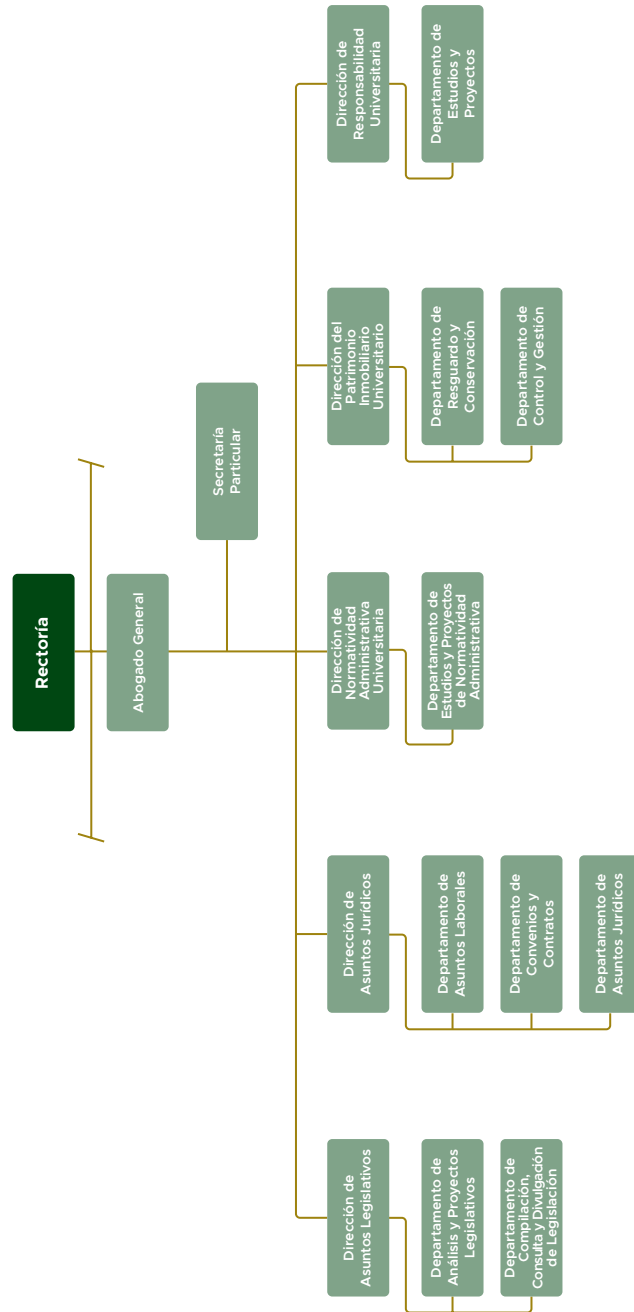 Rectoría
Abogado General
Secretaría
Particular
Dirección de
Asuntos Legislativos
Departamento de
Análisis y Proyectos
Legislativos
Departamento de
Compilación,
Consulta y Divulgación
de Legislación
Dirección de
Asuntos Jurídicos
Departamento de
Asuntos Laborales
Departamento de
Convenios y
Contratos
Departamento de
Asuntos Jurídicos
Dirección de
Normatividad
Administrativa
Universitaria
Departamento de
Estudios y Proyectos
de Normatividad
Administrativa
Dirección del
Patrimonio
Inmobiliario
Universitario
Departamento de
Resguardo y
Conservación
Departamento de
Control y Gestión
Dirección de
Responsabilidad
Universitaria
Departamento de
Estudios y
Proyectos